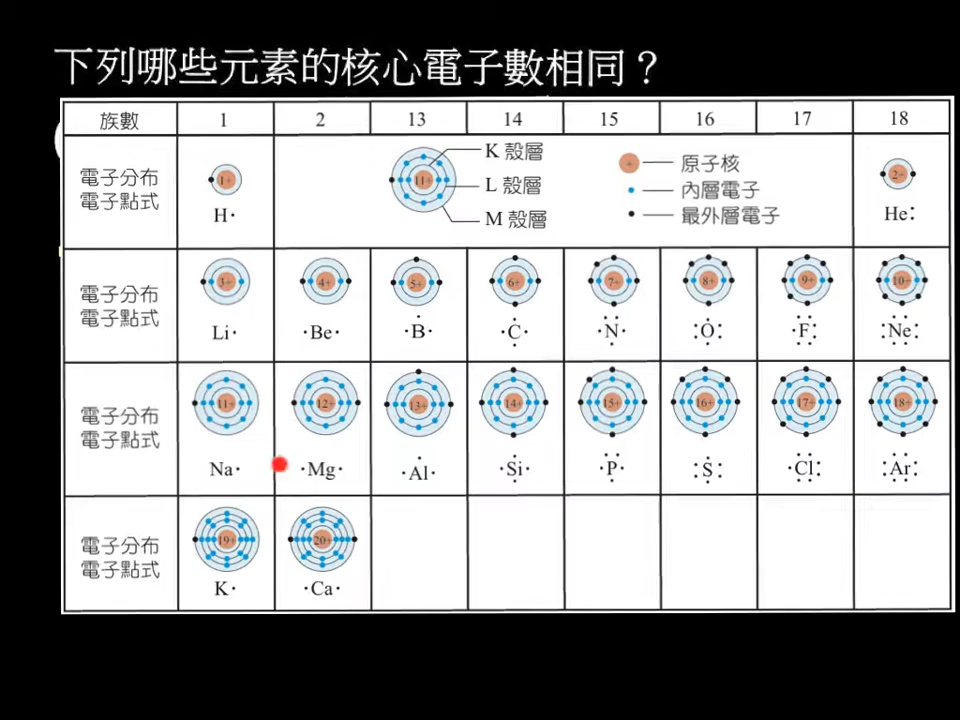 下列哪些元素的核心電子數相同？
族數 1 2 13 14 15 16 17 18
電子分布
電子點式
1+
H·
11+
K 殼層
L 殼層
M 殼層
+ 原子核
內層電子
最外層電子
2+
He:
電子分布
電子點式
3+ 4+ 5+ 6+ 7+ 8+ 9+ 10+
Li· ·Be· ·B· ·C· ·N· :O: ·F: :Ne:
電子分布
電子點式
11+ 12+ 13+ 14+ 15+ 16+ 17+ 18+
Na· ·Mg· ·Al· ·Si· ·P· :S: ·Cl: :Ar:
電子分布
電子點式
19+ 20+
K· ·Ca·